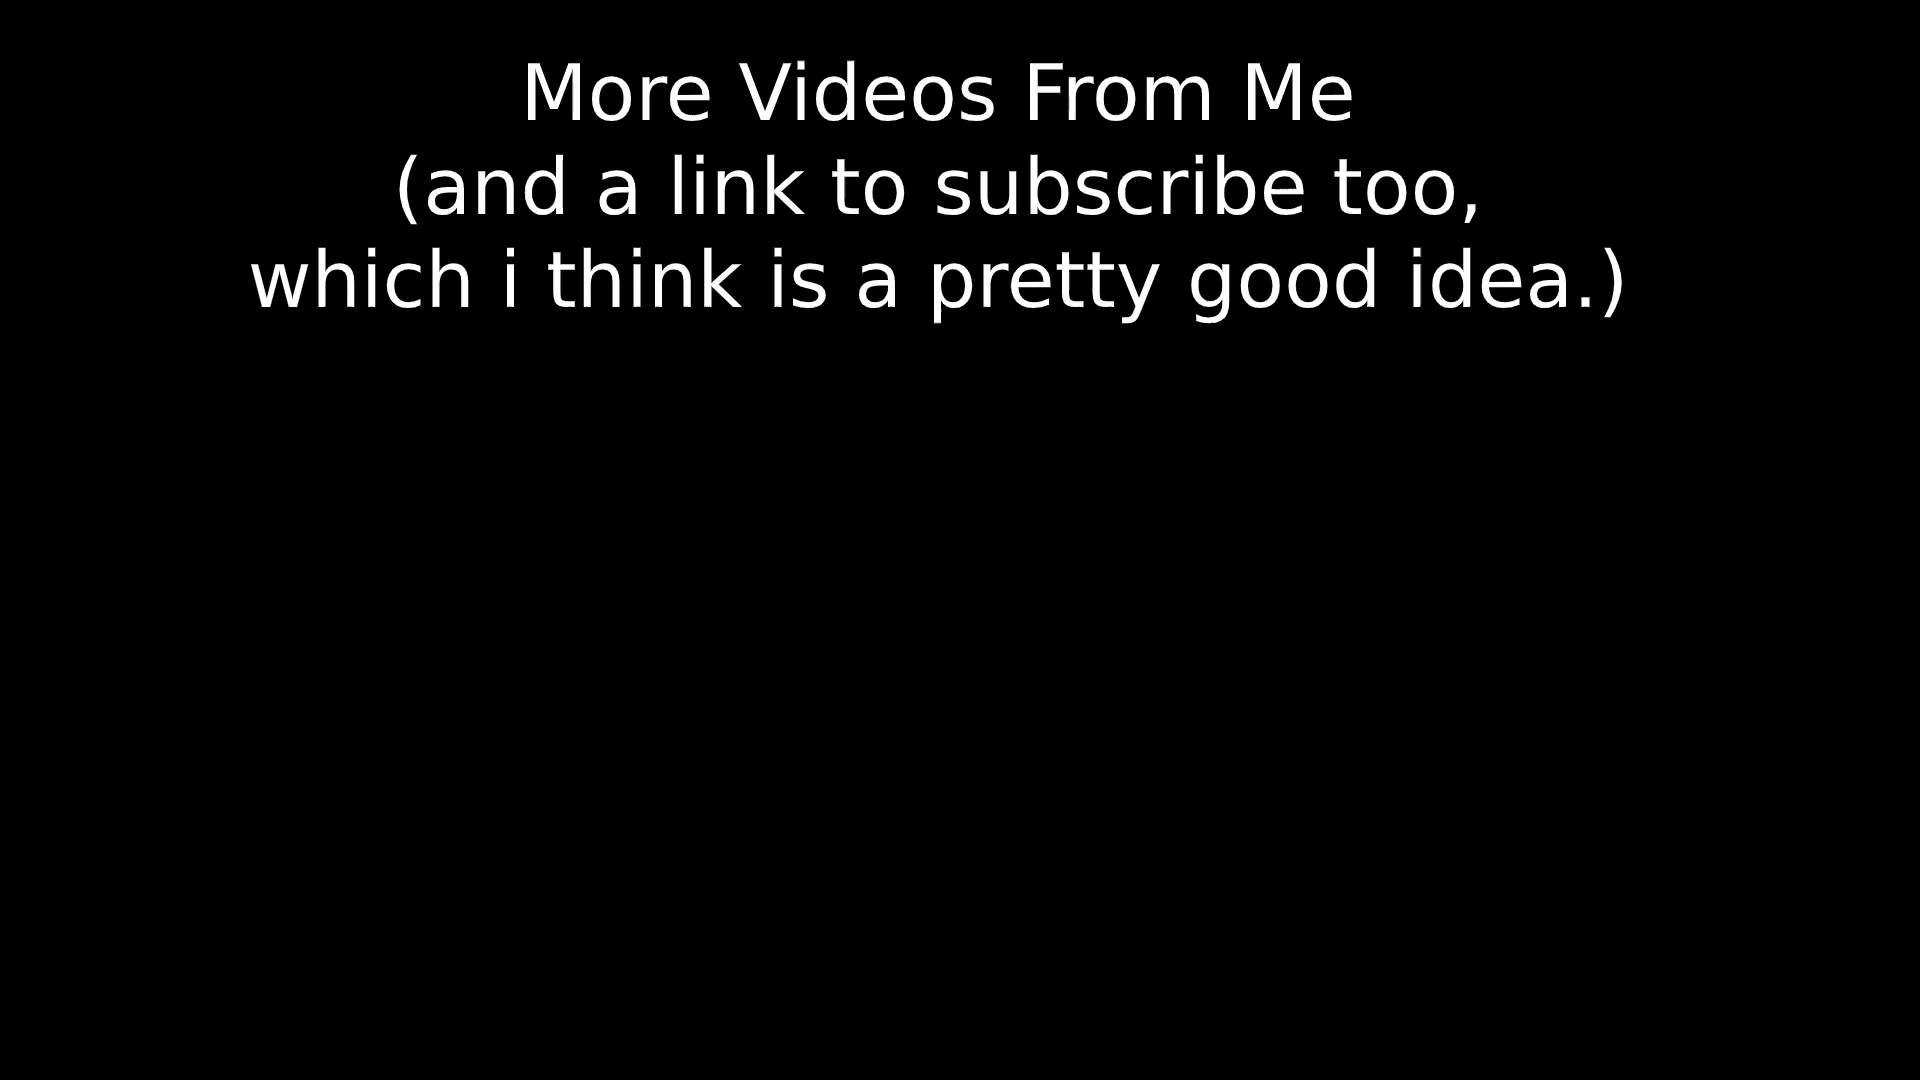 More Videos From Me
(and a link to subscribe too,
which i think is a pretty good idea.)